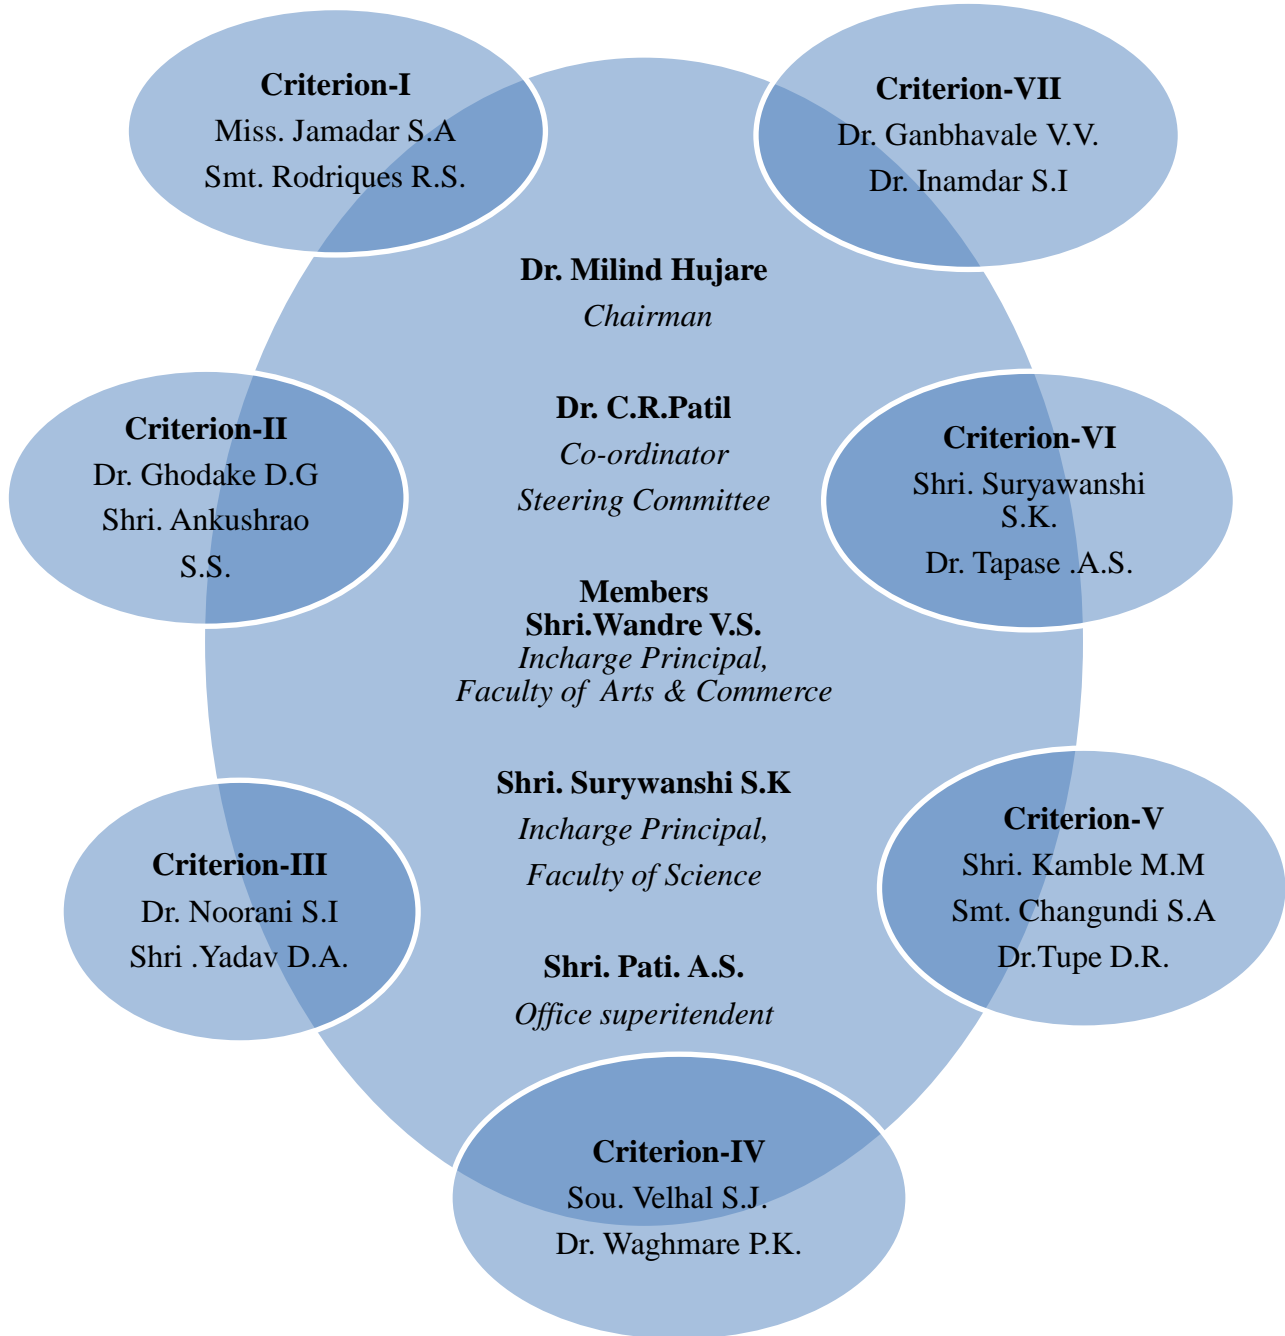 Criterion-I
Miss. Jamadar S.A
Smt. Rodriques R.S.
Criterion-VII
Dr. Ganbhavale V.V.
Dr. Inamdar S.I
Dr. Milind Hujare
Chairman
Dr. C.R.Patil
Co-ordinator
Steering Committee
Members
Shri.Wandre V.S.
Incharge Principal,
Faculty of Arts & Commerce
Shri. Surywanshi S.K
Incharge Principal,
Faculty of Science
Shri. Pati. A.S.
Office superitendent
Criterion-II
Dr. Ghodake D.G
Shri. Ankushrao
S.S.
Criterion-VI
Shri. Suryawanshi
S.K.
Dr. Tapase .A.S.
Criterion-III
Dr. Noorani S.I
Shri .Yadav D.A.
Criterion-V
Shri. Kamble M.M
Smt. Changundi S.A
Dr.Tupe D.R.
Criterion-IV
Sou. Velhal S.J.
Dr. Waghmare P.K.